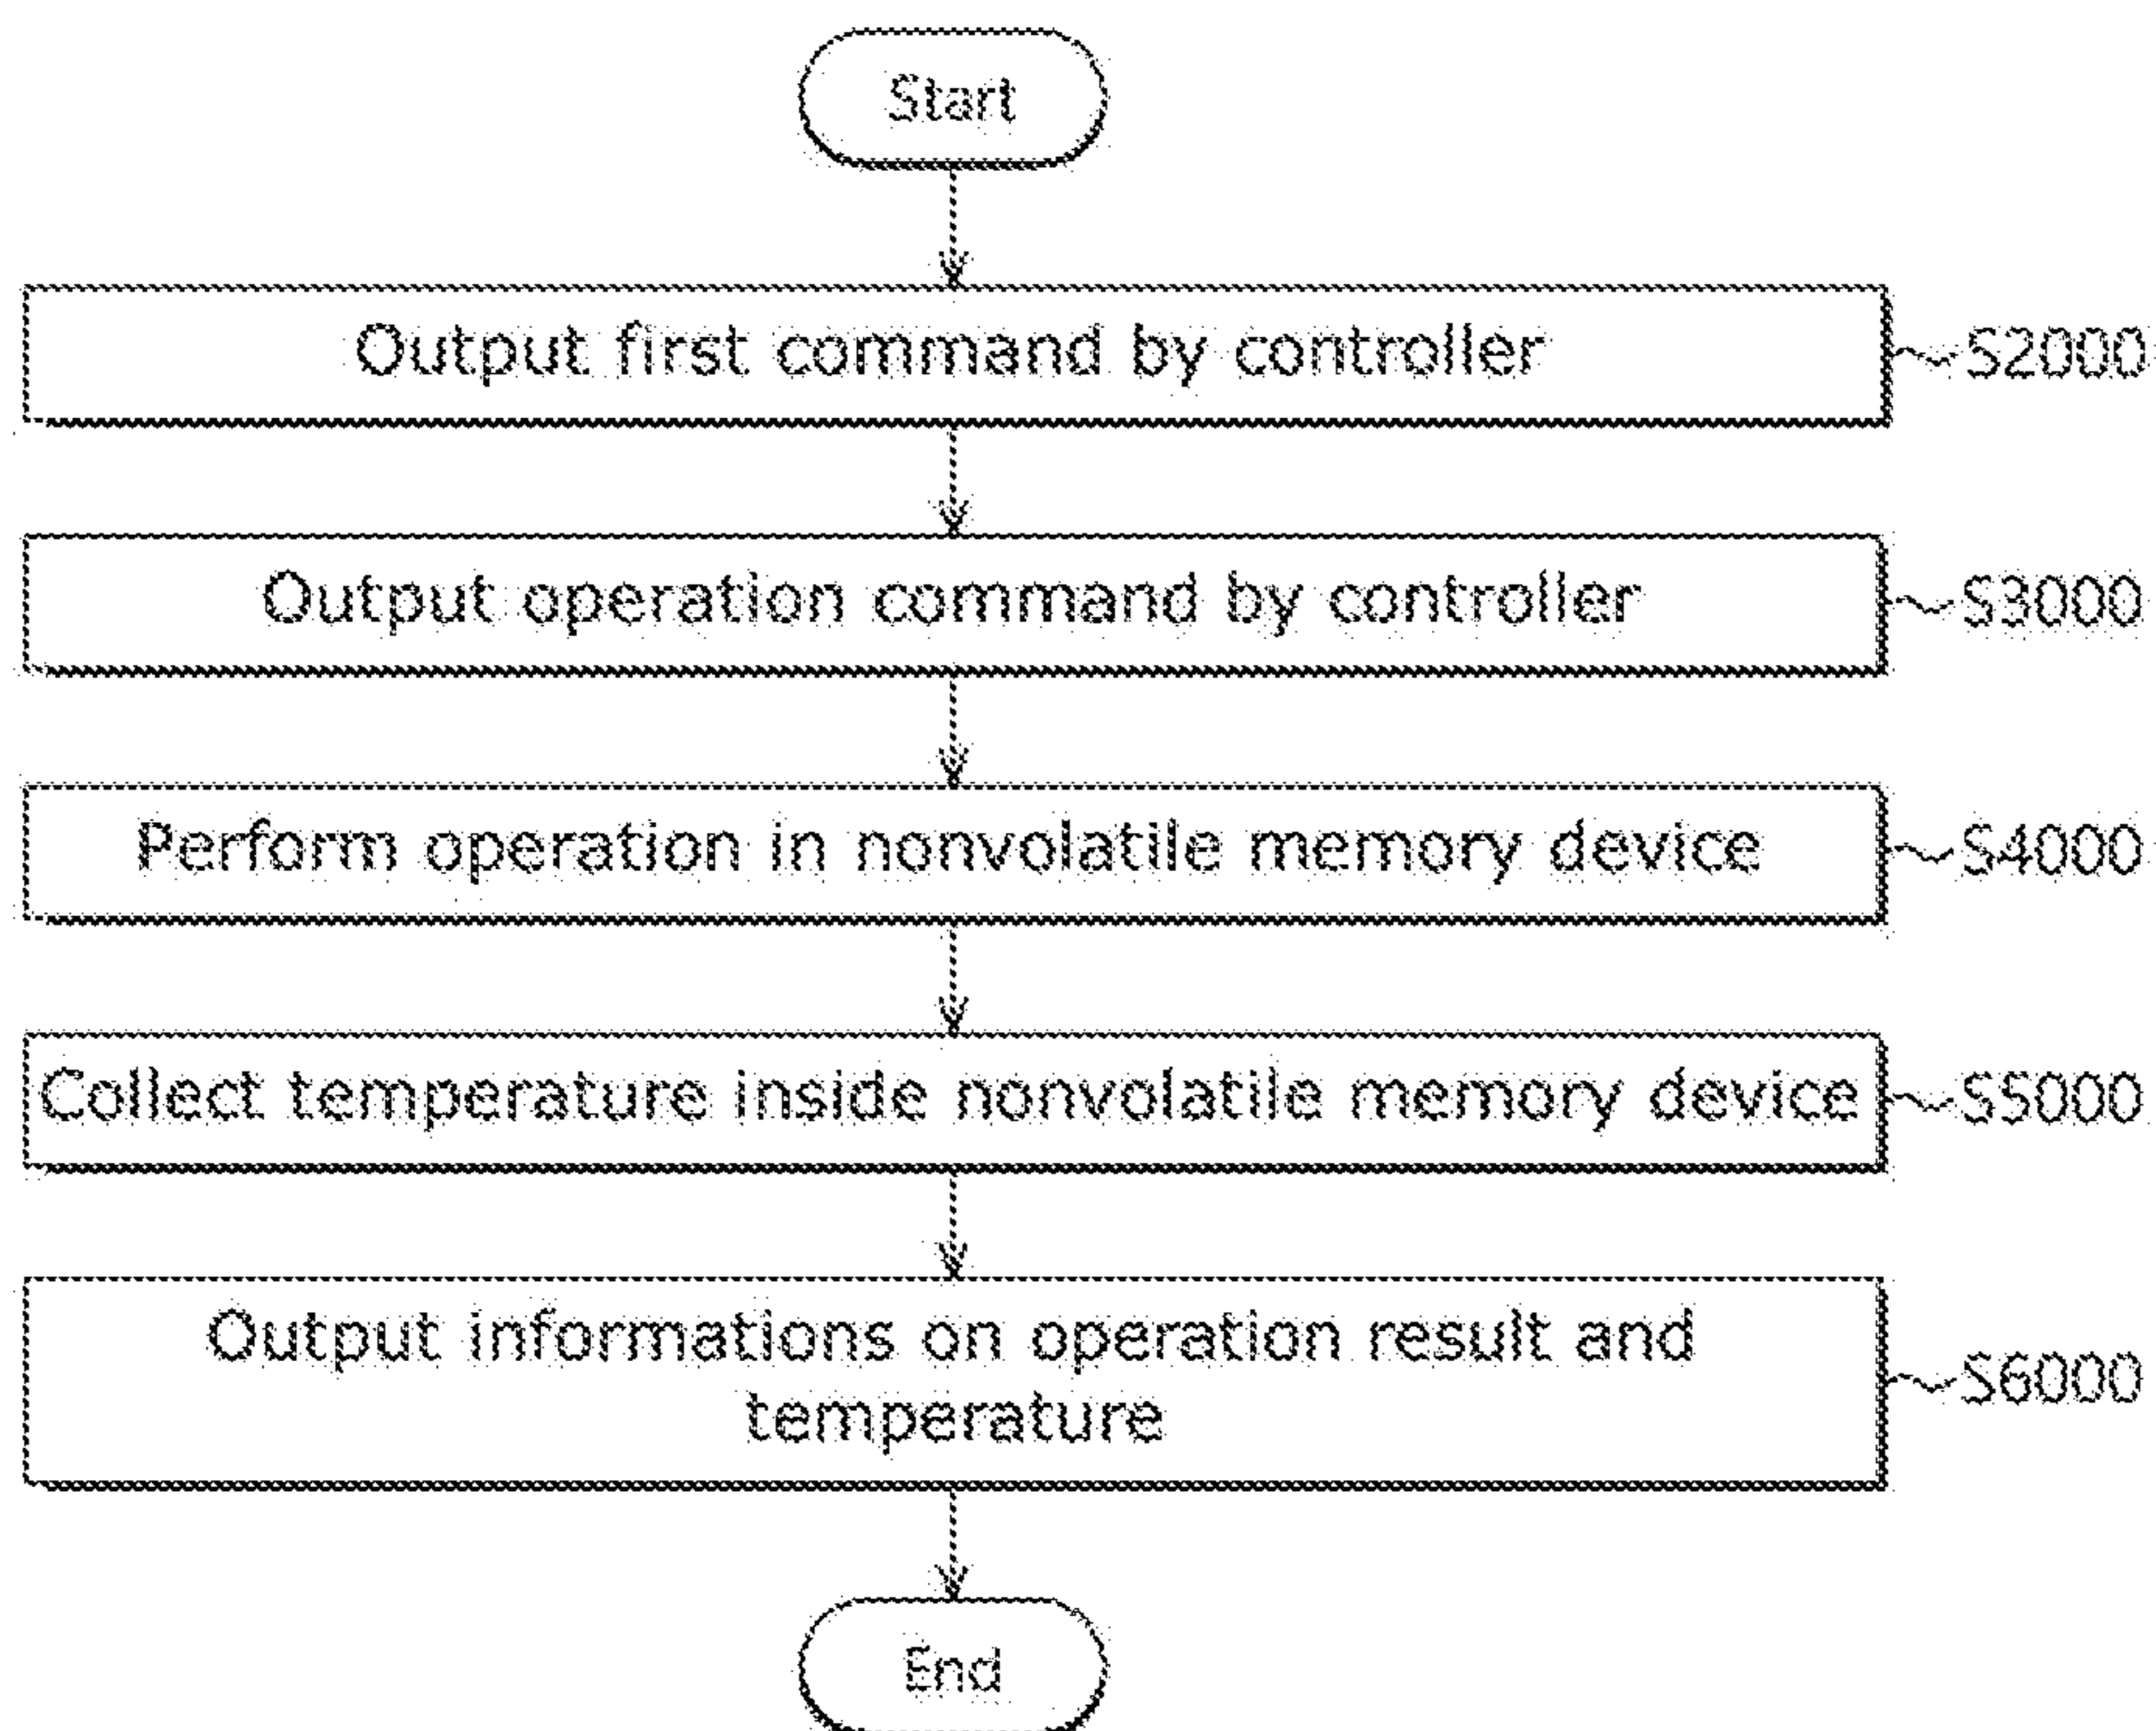 Start
Output first command by controller
S2000
Output operation command by controller
S3000
Perform operation in nonvolatile memory device
S4000
Collect temperature inside nonvolatile memory device
S5000
Output informations on operation result and
temperature
S6000
End